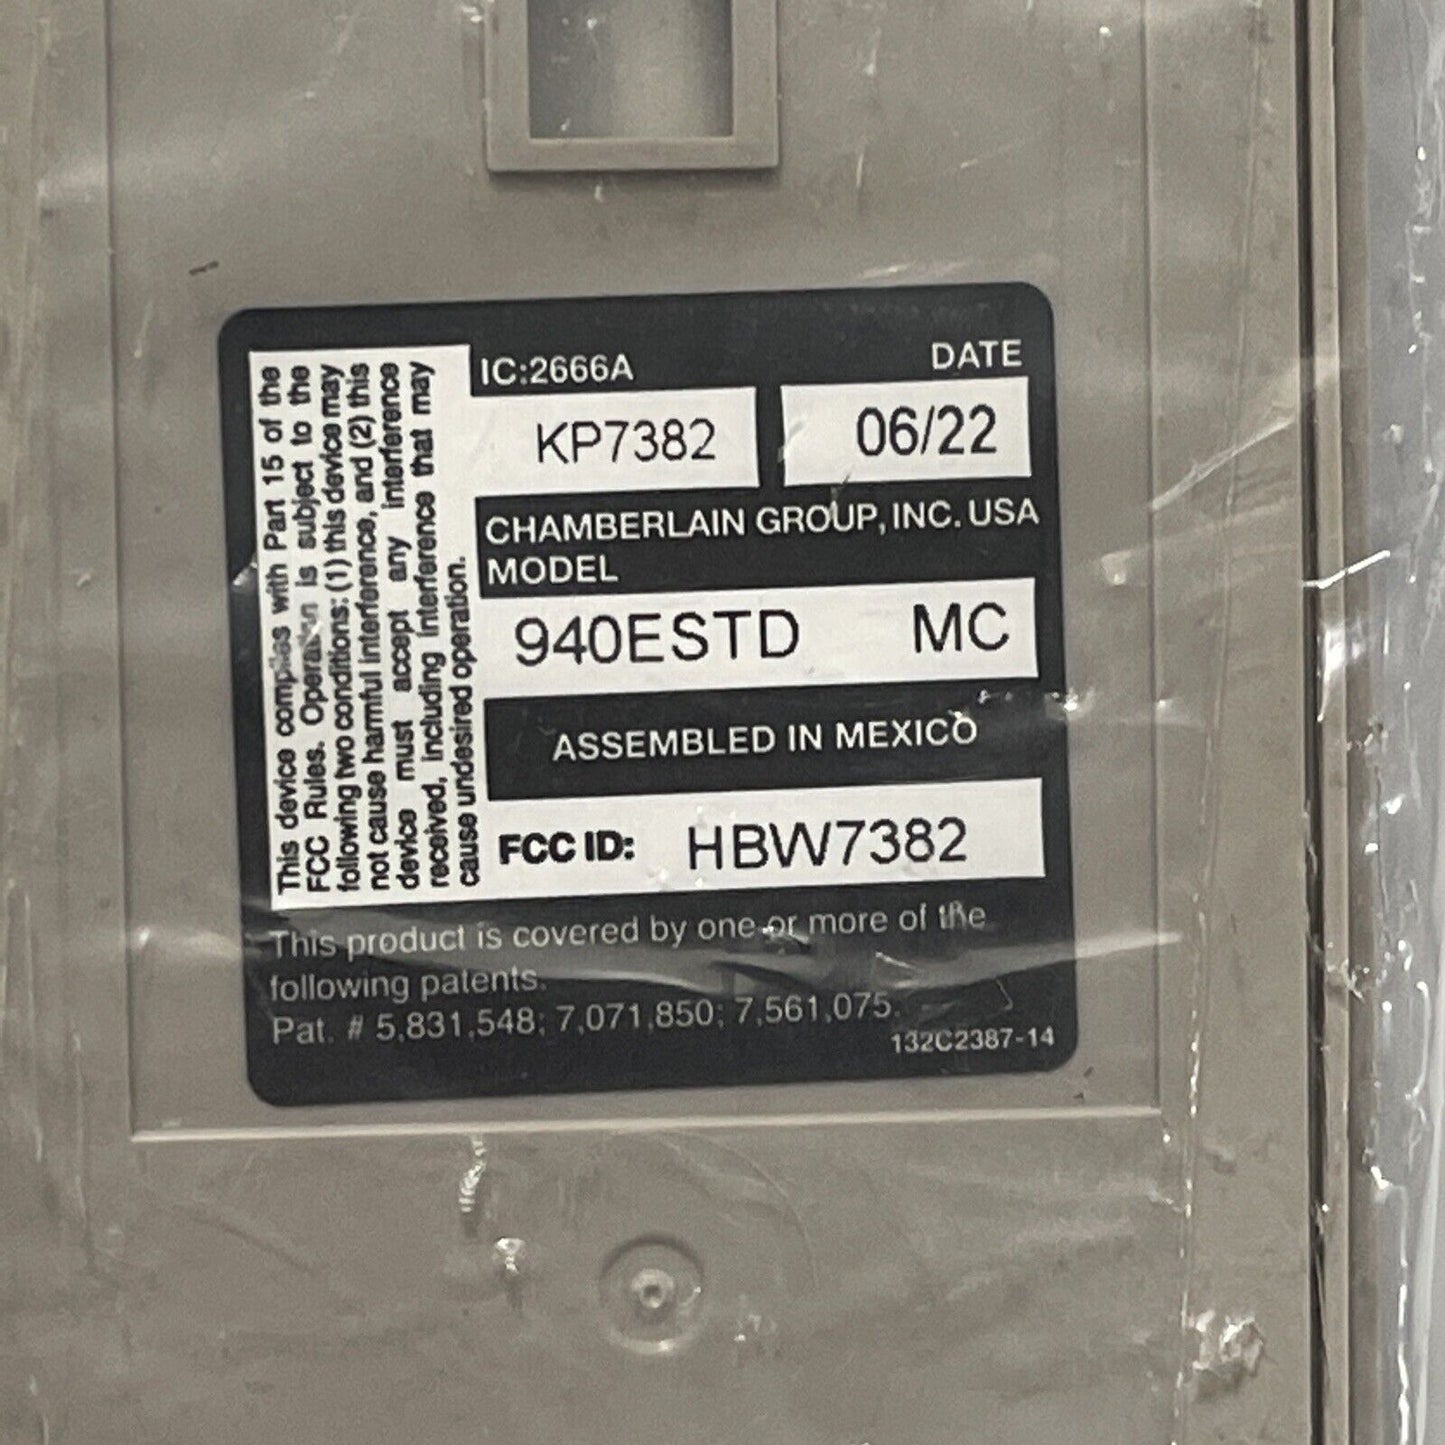 This device complies with Part 15 of the
FCC Rules. Operation is subject to the
following two conditions: (1) this device may
not cause harmful interference, and (2) this
device must accept any interference
received, including interference that may
cause undesired operation.
IC:2666A DATE
KP7382 06/22
CHAMBERLAIN GROUP, INC. USA
MODEL
940ESTD MC
ASSEMBLED IN MEXICO
FCC ID: HBW7382
This product is covered by one or more of the
following patents.
Pat. # 5,831,548; 7,071,850; 7,561,075.
132C2387-14